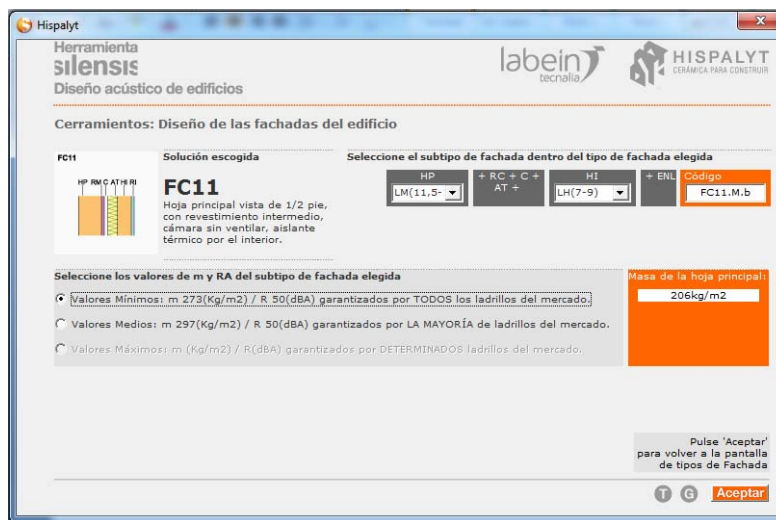 Hispalyt
Herramienta
silensis
Diseño acústico de edificios
labein
tecnalia
HISPALYT
CERÁMICA PARA CONSTRUIR
Cerramientos: Diseño de las fachadas del edificio
FC11
HP RM C AT HI RI
Solución escogida
FC11
Hoja principal vista de 1/2 pie,
con revestimiento intermedio,
cámara sin ventilar, aislante
térmico por el interior.
Seleccione el subtipo de fachada dentro del tipo de fachada elegida
HP
LM(11,5-
+ RC + C +
AT +
HI
LH(7-9)
+ ENL
Código
FC11.M.b
Seleccione los valores de m y RA del subtipo de fachada elegida
Valores Mínimos: m 273(Kg/m2) / R 50(dBA) garantizados por TODOS los ladrillos del mercado.
Valores Medios: m 297(Kg/m2) / R 50(dBA) garantizados por LA MAYORÍA de ladrillos del mercado.
Valores Máximos: m (Kg/m2) / R(dBA) garantizados por DETERMINADOS ladrillos del mercado.
Masa de la hoja principal:
206kg/m2
Pulse 'Aceptar'
para volver a la pantalla
de tipos de Fachada
T G Aceptar